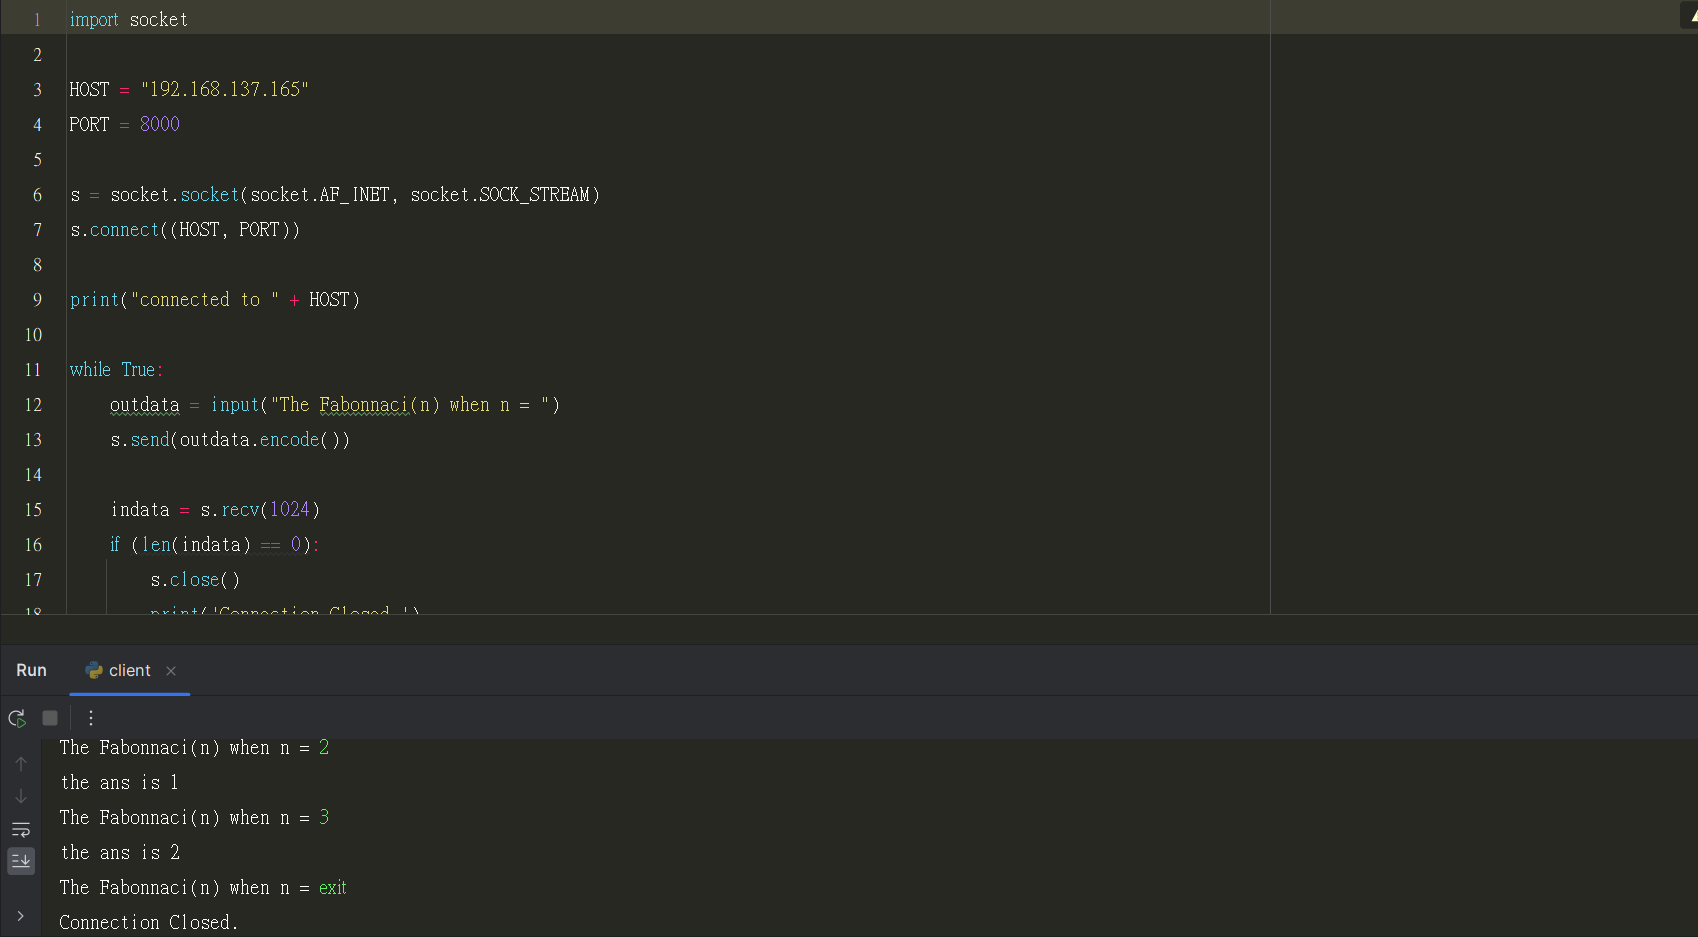 1 import socket
2
3 HOST = "192.168.137.165"
4 PORT = 8000
5
6 s = socket.socket(socket.AF_INET, socket.SOCK_STREAM)
7 s.connect((HOST, PORT))
8
9 print("connected to " + HOST)
10
11 while True:
12 outdata = input("The Fabonnaci(n) when n = ")
13 s.send(outdata.encode())
14
15 indata = s.recv(1024)
16 if (len(indata) == 0):
17 s.close()
18 print('Connection Closed.')
Run client
The Fabonnaci(n) when n = 2
the ans is 1
The Fabonnaci(n) when n = 3
the ans is 2
The Fabonnaci(n) when n = exit
Connection Closed.